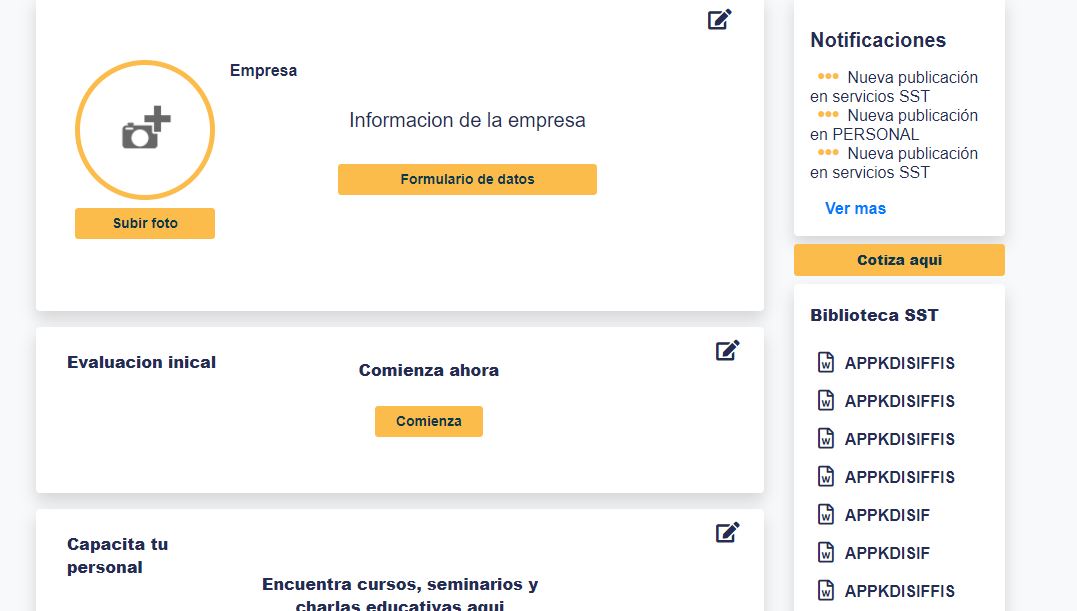 Empresa
Informacion de la empresa
Formulario de datos
Subir foto
Evaluacion inical
Comienza ahora
Comienza
Capacita tu
personal
Encuentra cursos, seminarios y
charlas educativas aqui
Notificaciones
Nueva publicación
en servicios SST
Nueva publicación
en PERSONAL
Nueva publicación
en servicios SST
Ver mas
Cotiza aqui
Biblioteca SST
APPKDISIFFIS
APPKDISIFFIS
APPKDISIFFIS
APPKDISIFFIS
APPKDISIF
APPKDISIF
APPKDISIFFIS